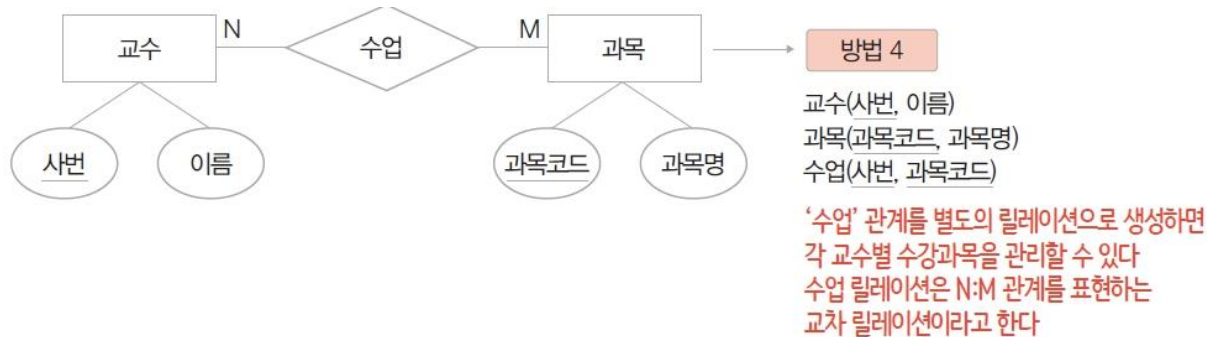 교수
N
수업
M
과목
방법 4
사번
이름
과목코드
과목명
교수(사번, 이름)
과목(과목코드, 과목명)
수업(사번, 과목코드)
‘수업’ 관계를 별도의 릴레이션으로 생성하면
각 교수별 수강과목을 관리할 수 있다
수업 릴레이션은 N:M 관계를 표현하는
교차 릴레이션이라고 한다